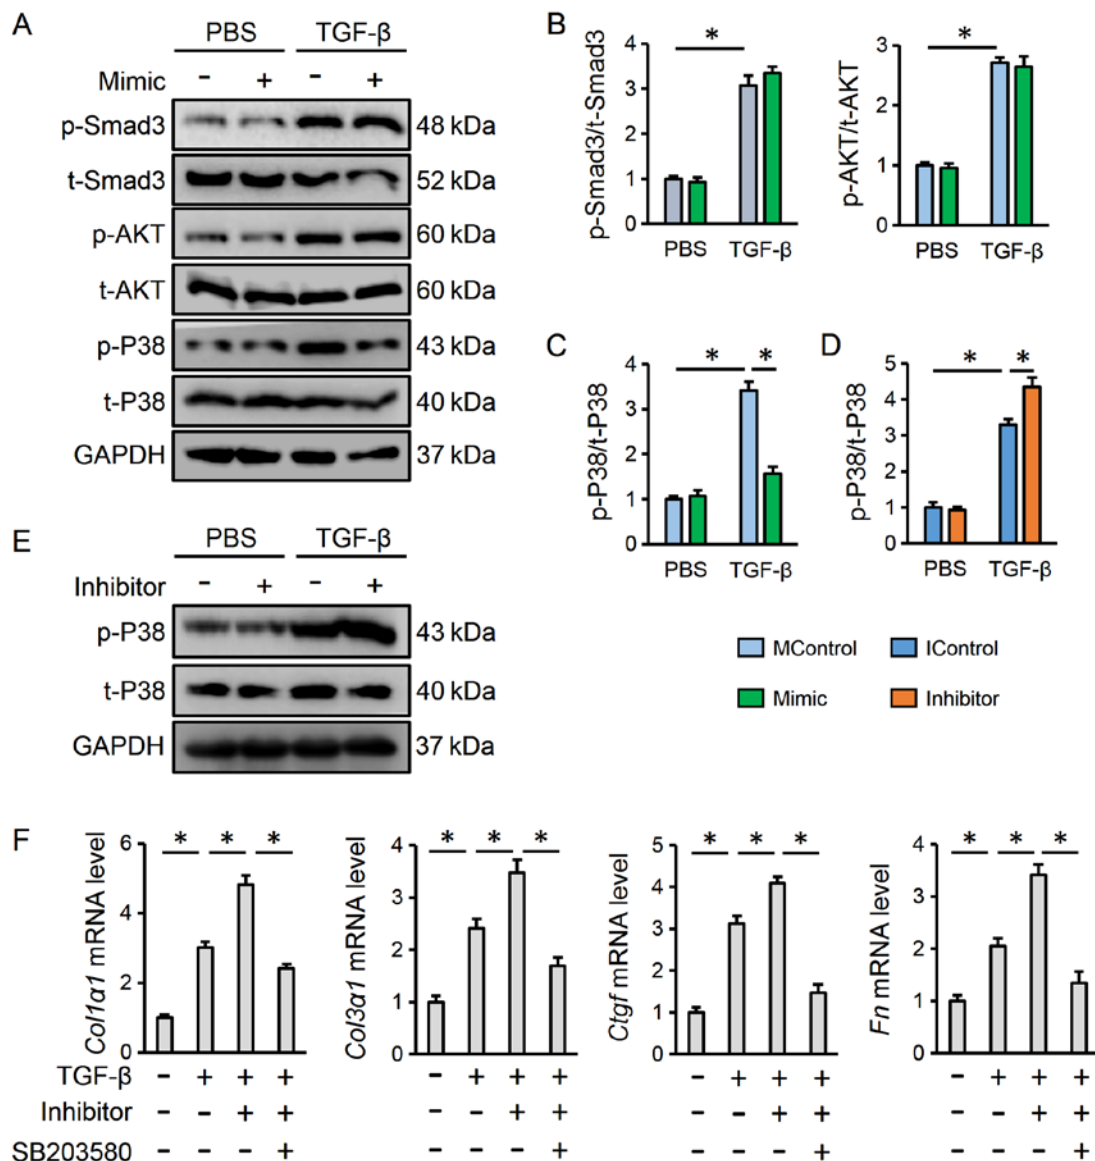 A
PBS TGF-β
Mimic - + - +
p-Smad3 48 kDa
t-Smad3 52 kDa
p-AKT 60 kDa
t-AKT 60 kDa
p-P38 43 kDa
t-P38 40 kDa
GAPDH 37 kDa
B
p-Smad3/t-Smad3
4
3
2
1
0
*
PBS TGF-β
p-AKT/t-AKT
3
2
1
0
*
PBS TGF-β
C
p-P38/t-P38
4
3
2
1
0
* *
PBS TGF-β
D
p-P38/t-P38
5
4
3
2
1
0
* *
PBS TGF-β
MControl IControl
Mimic Inhibitor
E
PBS TGF-β
Inhibitor - + - +
p-P38 43 kDa
t-P38 40 kDa
GAPDH 37 kDa
F
Col1α1 mRNA level
6
4
2
0
* * *
Col3α1 mRNA level
4
3
2
1
0
* * *
Ctgf mRNA level
5
4
3
2
1
0
* * *
Fn mRNA level
4
3
2
1
0
* * *
TGF-β - + + + - + + + - + + + - + + +
Inhibitor - - + + - - + + - - + + - - + +
SB203580 - - - + - - - + - - - + - - - +